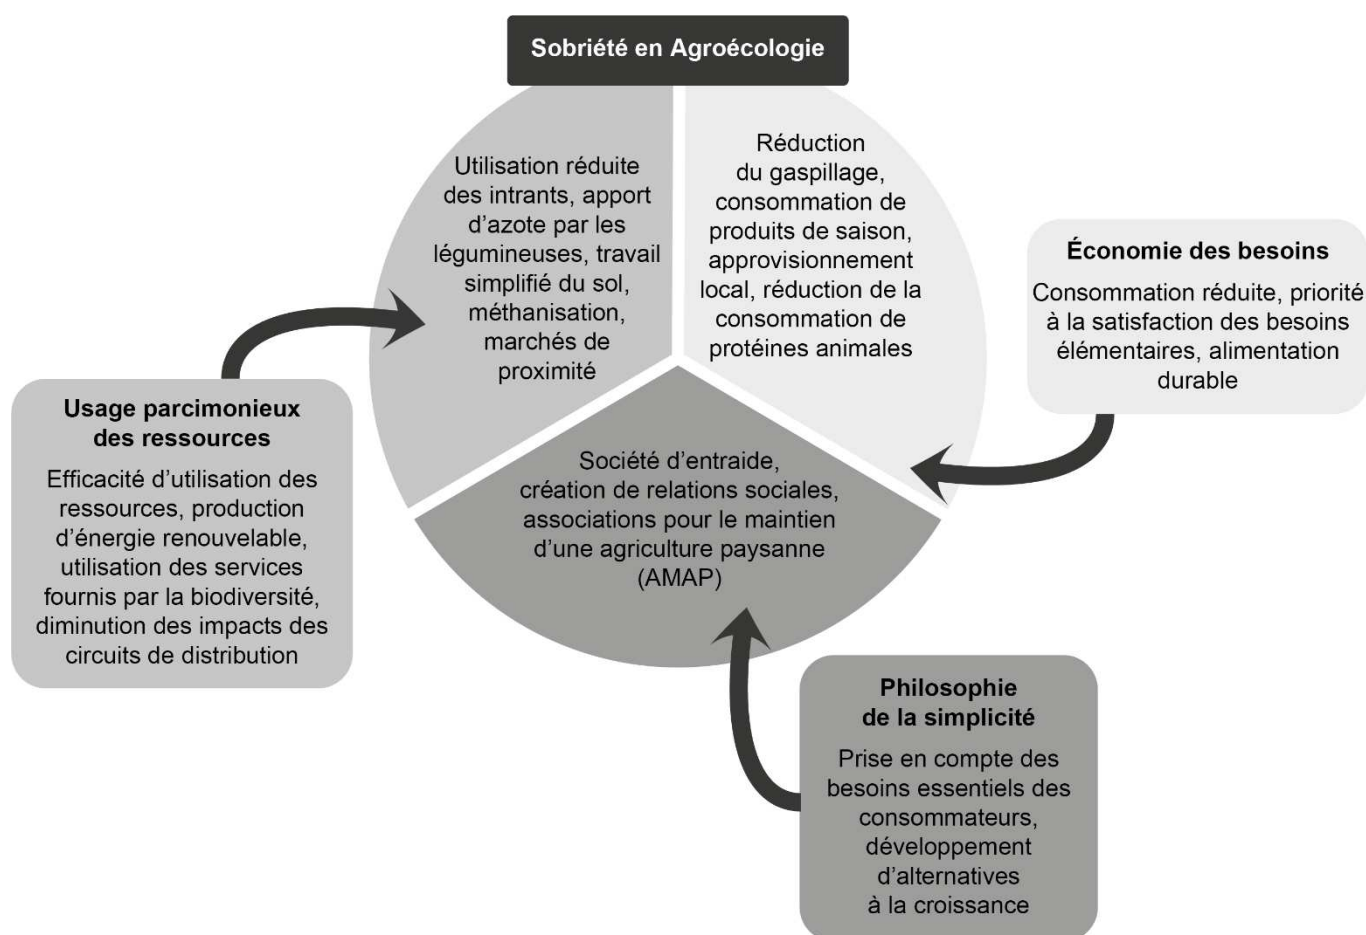 Sobriété en Agroécologie
Utilisation réduite
des intrants, apport
d’azote par les
légumineuses, travail
simplifié du sol,
méthanisation,
marchés de
proximité
Réduction
du gaspillage,
consommation de
produits de saison,
approvisionnement
local, réduction de la
consommation de
protéines animales
Économie des besoins
Consommation réduite, priorité
à la satisfaction des besoins
élémentaires, alimentation
durable
Usage parcimonieux
des ressources
Efficacité d’utilisation des
ressources, production
d’énergie renouvelable,
utilisation des services
fournis par la biodiversité,
diminution des impacts des
circuits de distribution
Société d’entraide,
création de relations sociales,
associations pour le maintien
d’une agriculture paysanne
(AMAP)
Philosophie
de la simplicité
Prise en compte des
besoins essentiels des
consommateurs,
développement
d’alternatives
à la croissance